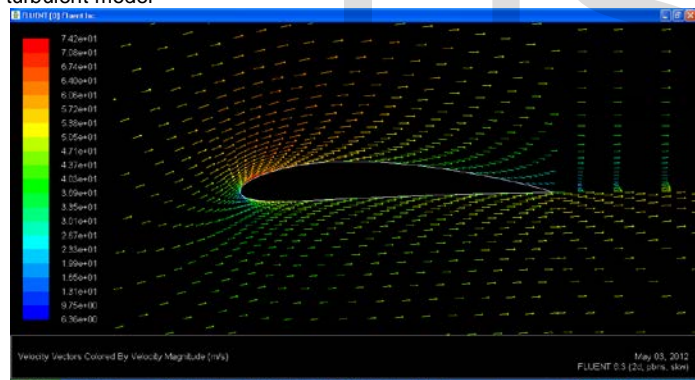 turbulent model
FLUENT [0] Fluent Inc
7.42e+01
7.08e+01
6.74e+01
6.40e+01
6.06e+01
5.72e+01
5.38e+01
5.05e+01
4.71e+01
4.37e+01
4.03e+01
3.69e+01
3.35e+01
3.01e+01
2.67e+01
2.33e+01
1.99e+01
1.65e+01
1.31e+01
9.75e+00
6.36e+00
Velocity Vectors Colored By Velocity Magnitude (m/s)
May 03, 2012
FLUENT 6.3 (2d, pbns, skw)